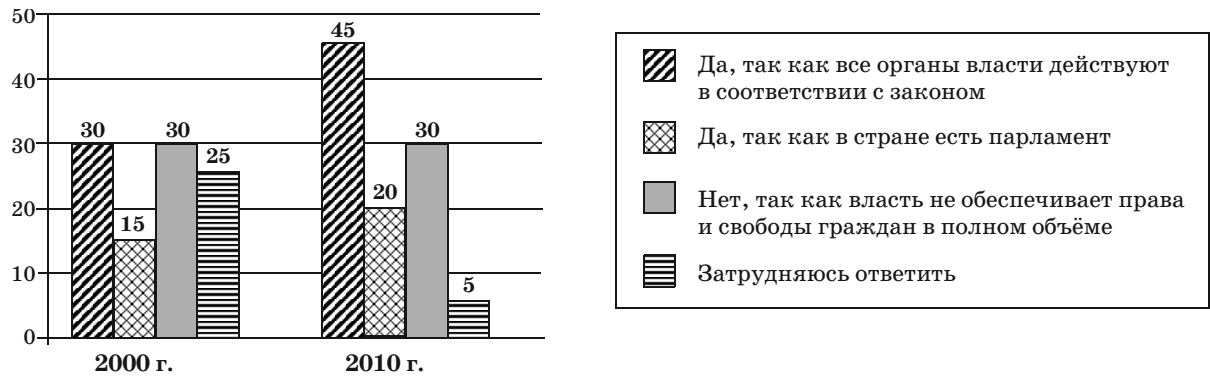 50
40
30
20
10
0
30
15
30
25
45
20
30
5
2000 г.
2010 г.
Да, так как все органы власти действуют
в соответствии с законом
Да, так как в стране есть парламент
Нет, так как власть не обеспечивает права
и свободы граждан в полном объёме
Затрудняюсь ответить